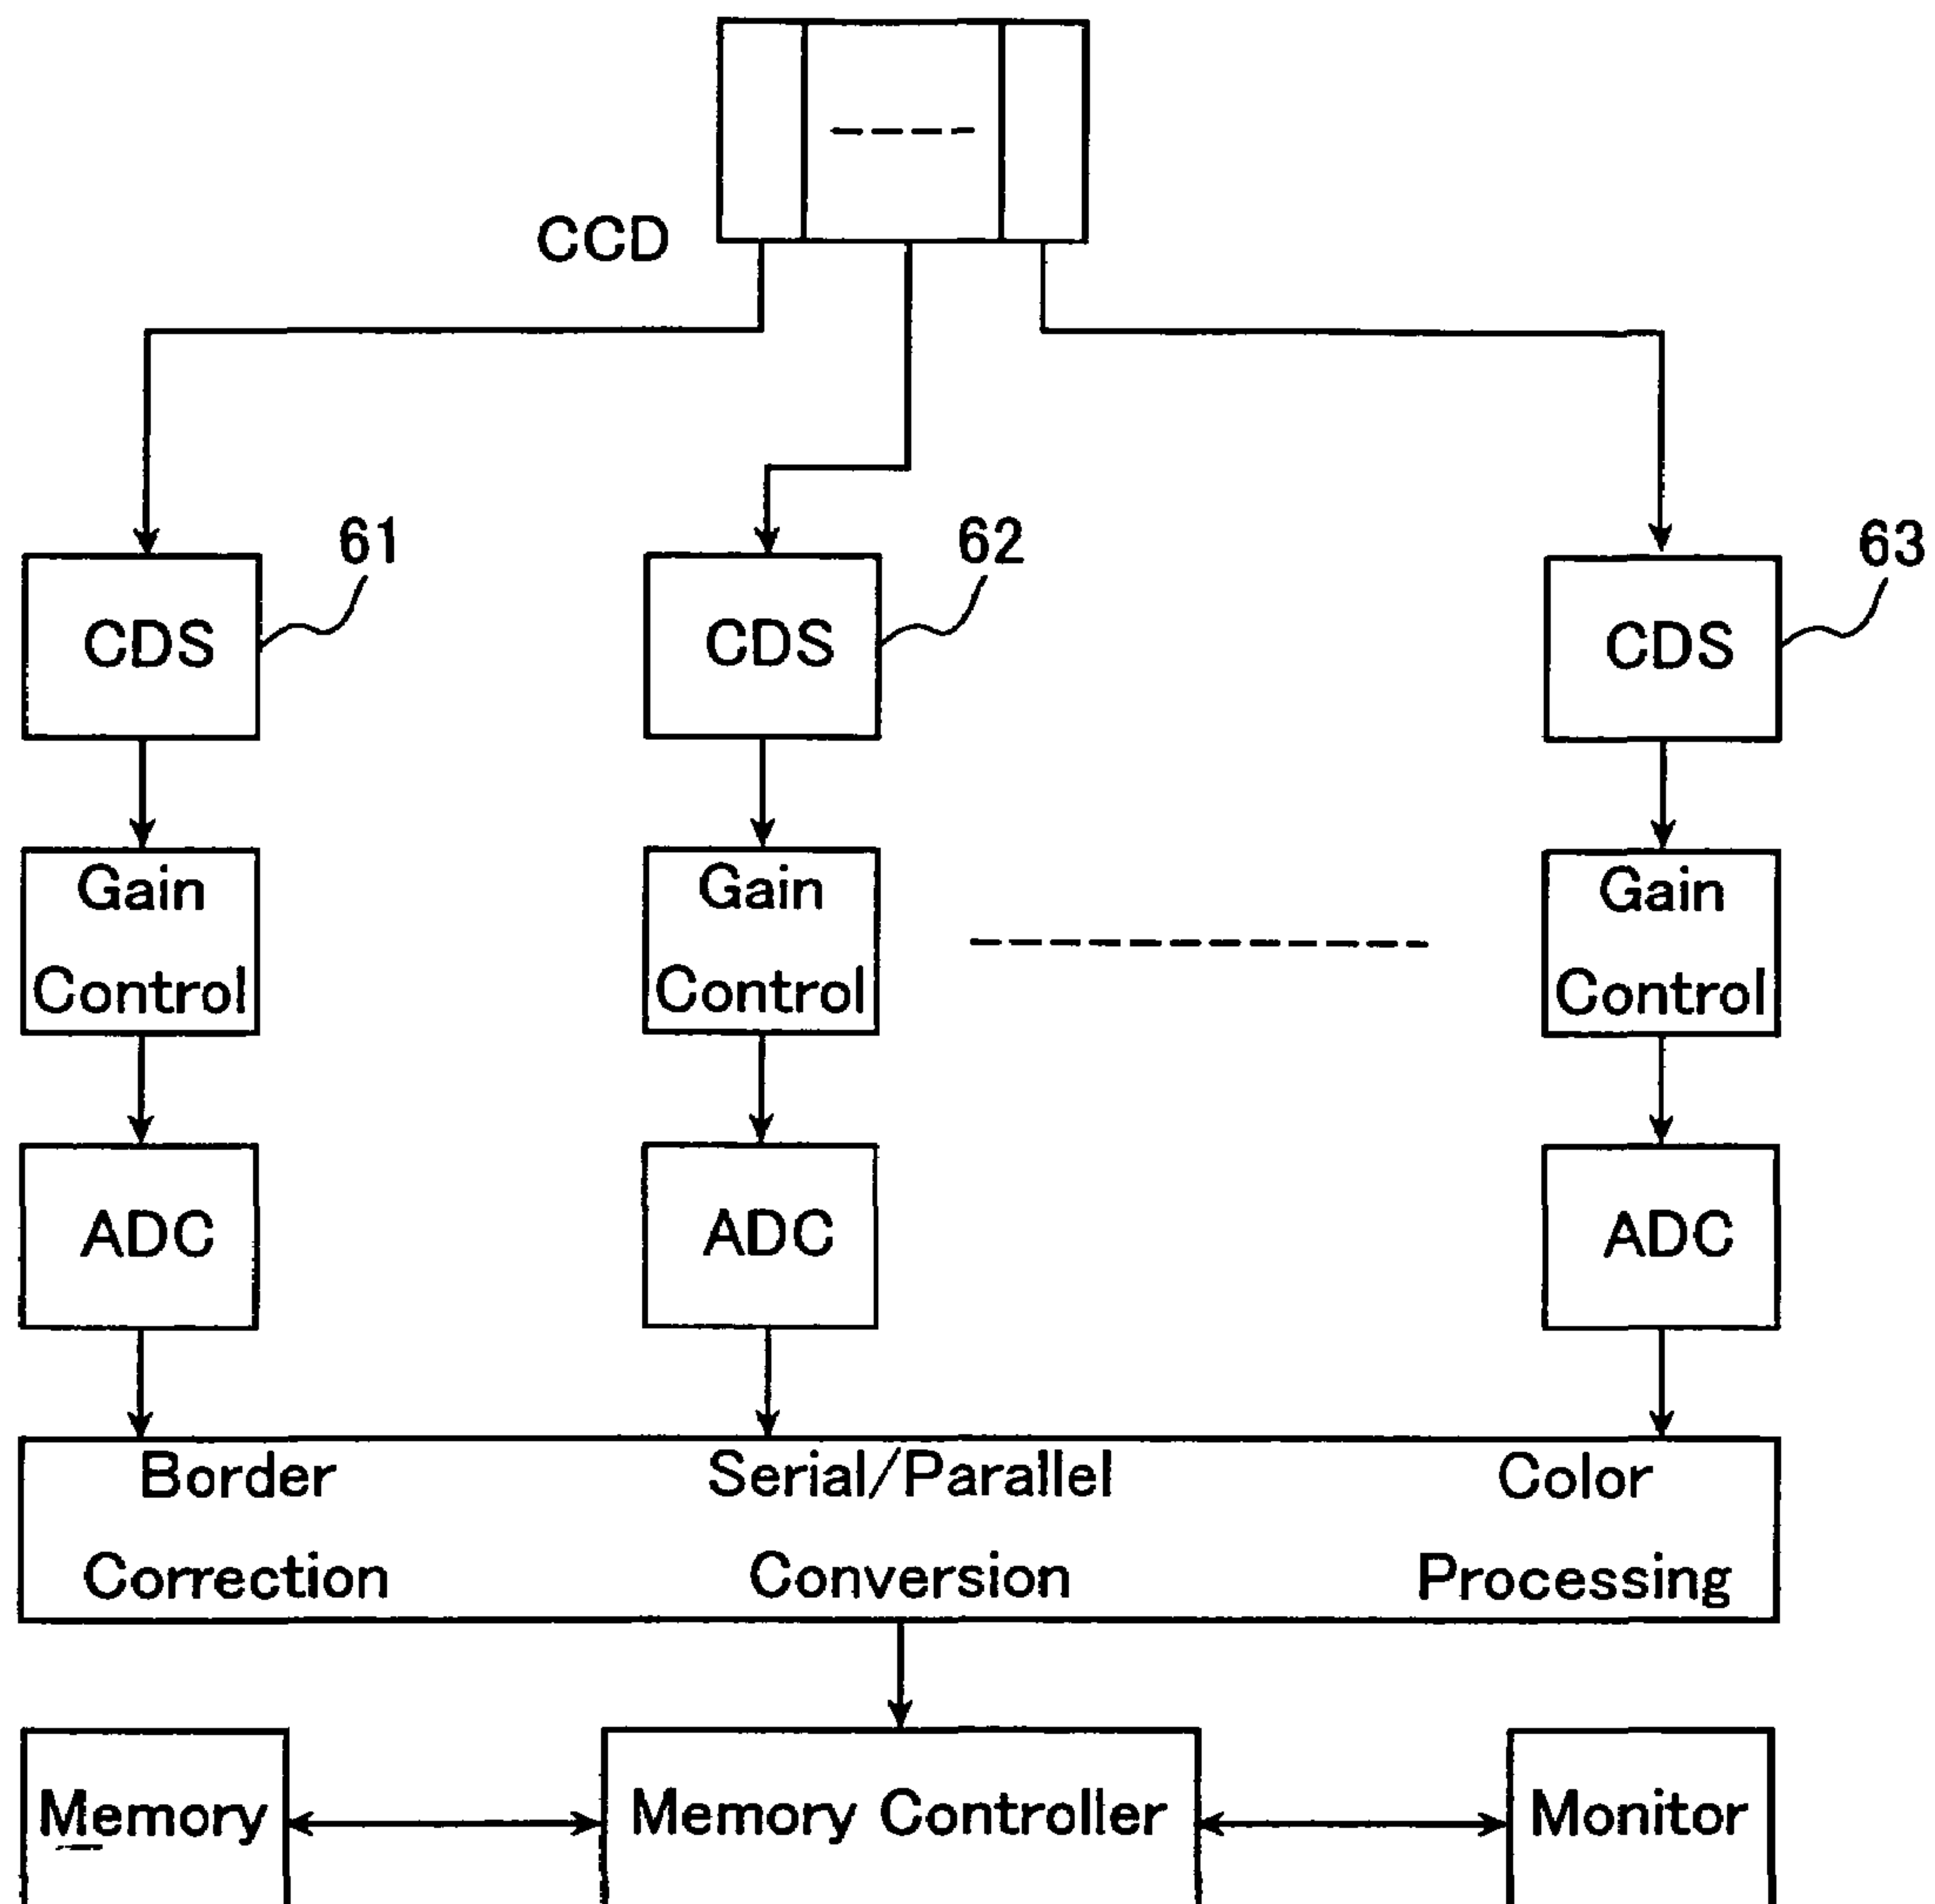 CCD
61
62
63
CDS
CDS
CDS
Gain
Control
Gain
Control
Gain
Control
ADC
ADC
ADC
Border
Correction
Serial/Parallel
Conversion
Color
Processing
Memory
Memory Controller
Monitor